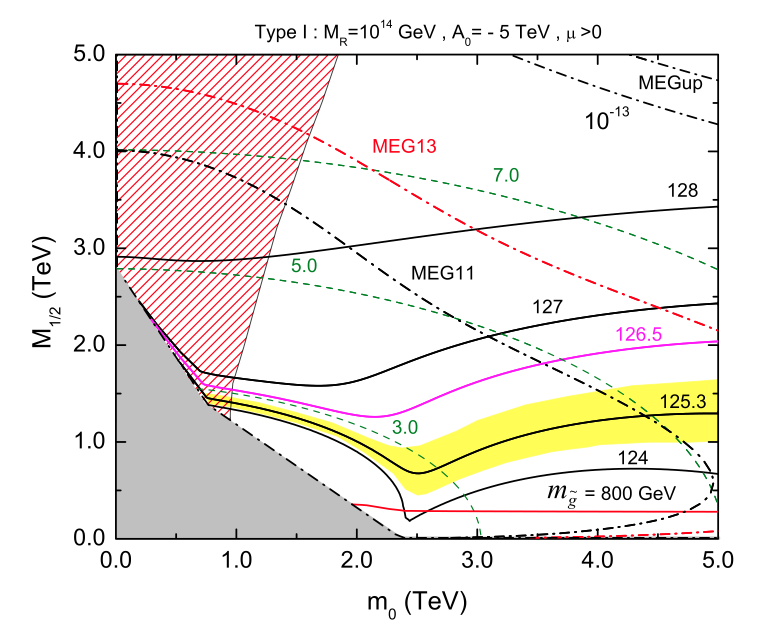 Type I : M_R=10^14 GeV , A_0= - 5 TeV , μ >0
5.0
4.0
3.0
2.0
1.0
0.0
M_1/2 (TeV)
MEGup
10^-13
MEG13
7.0
128
5.0
MEG11
127
126.5
125.3
3.0
124
m_g̃ = 800 GeV
0.0 1.0 2.0 3.0 4.0 5.0
m_0 (TeV)